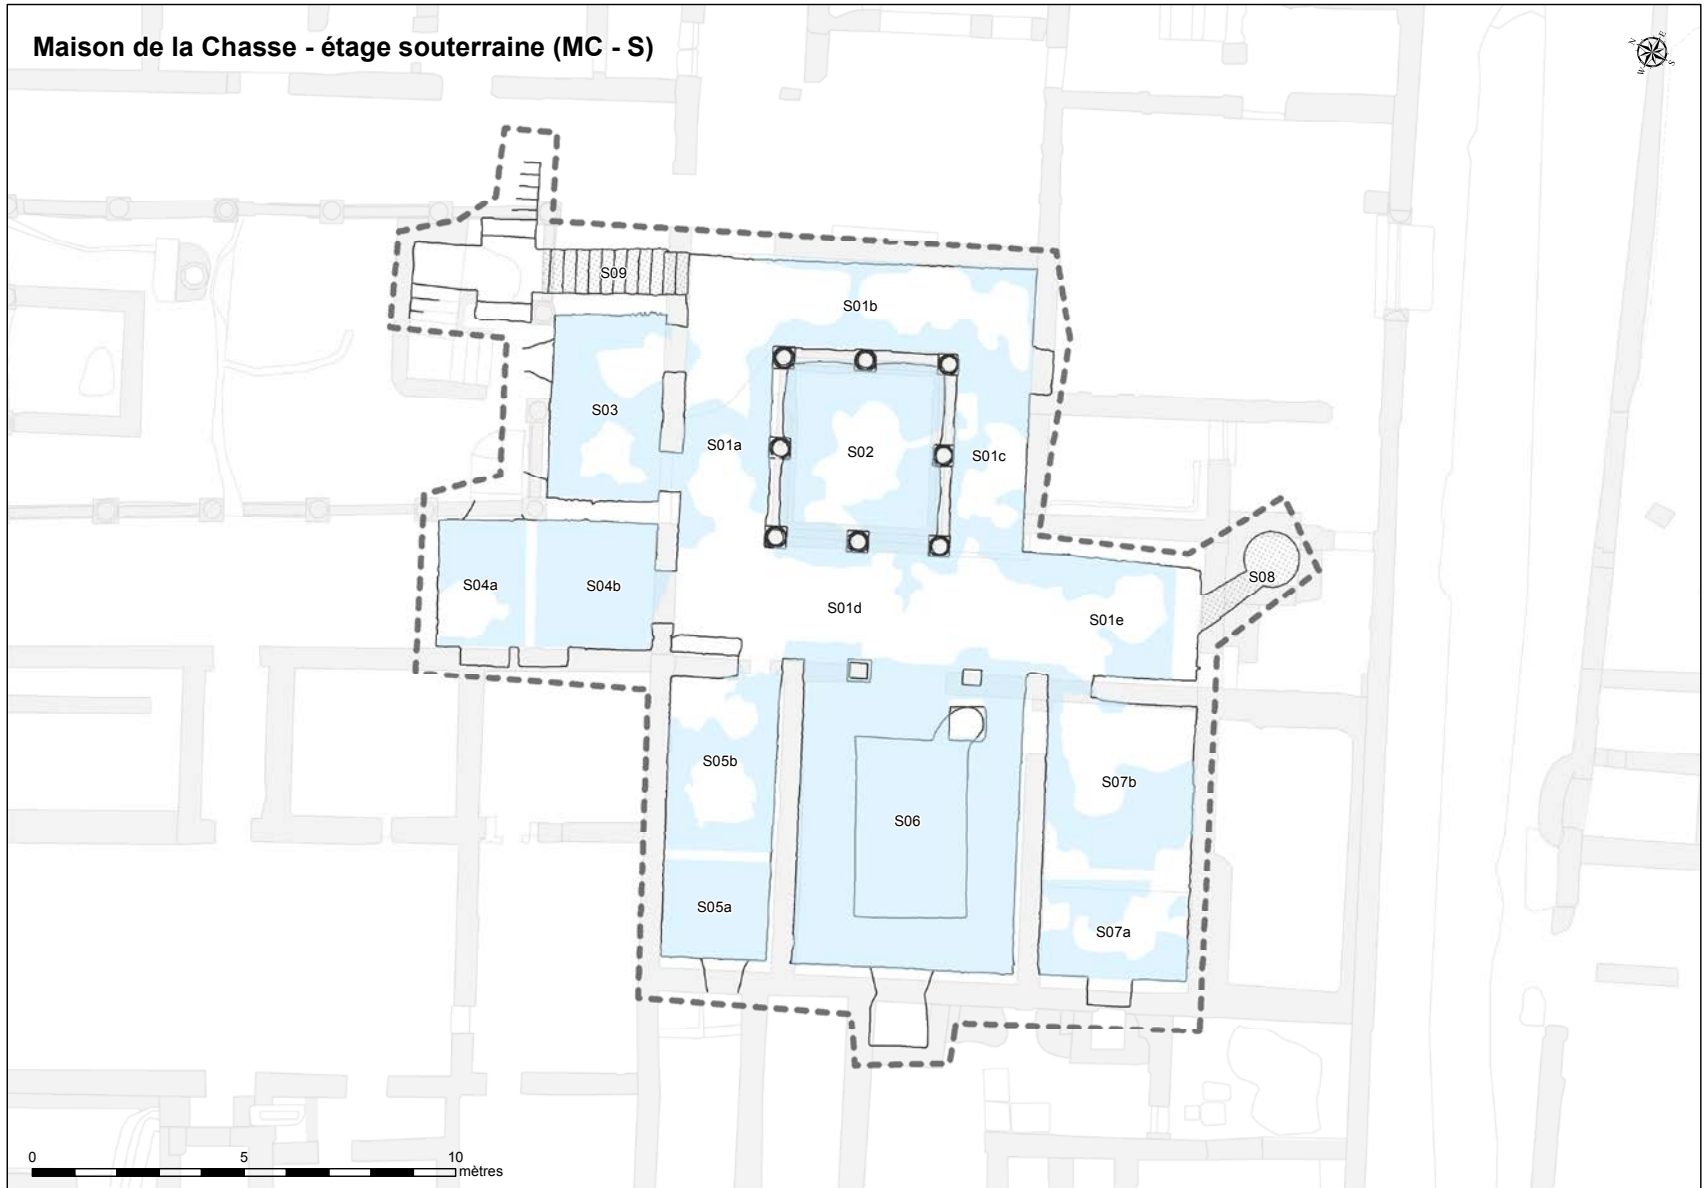 Maison de la Chasse - étage souterraine (MC - S)
N E
W S
S09
S01b
S03
S01a
S02
S01c
S04a
S04b
S01d
S01e
S08
S05b
S06
S07b
S05a
S07a
0 5 10
mètres